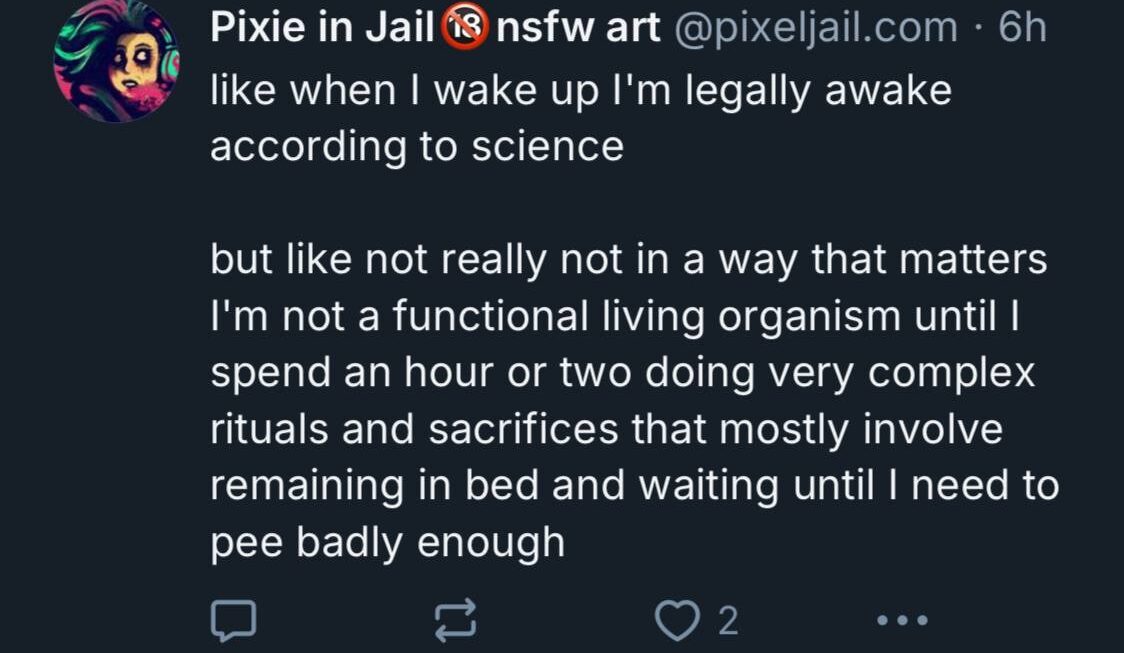 Pixie in Jail🔞nsfw art @pixeljail.com · 6h
like when I wake up I'm legally awake
according to science
but like not really not in a way that matters
I'm not a functional living organism until I
spend an hour or two doing very complex
rituals and sacrifices that mostly involve
remaining in bed and waiting until I need to
pee badly enough
2